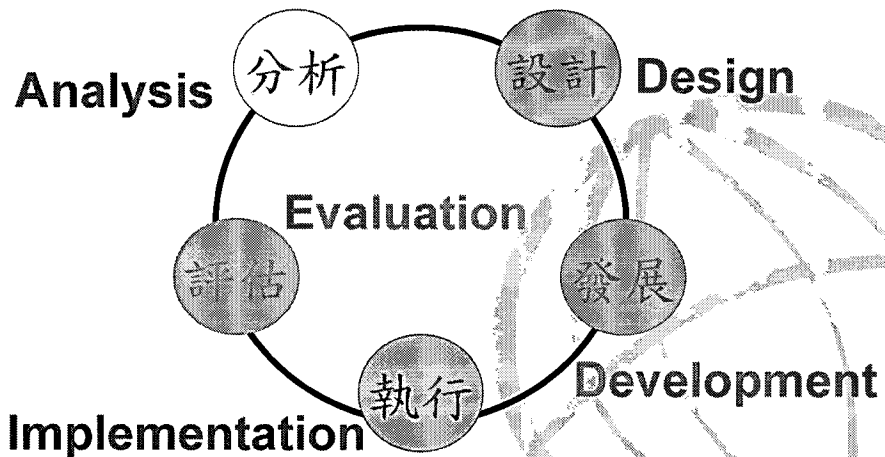 Analysis
分析
設計
Design
Evaluation
評估
發展
Development
執行
Implementation